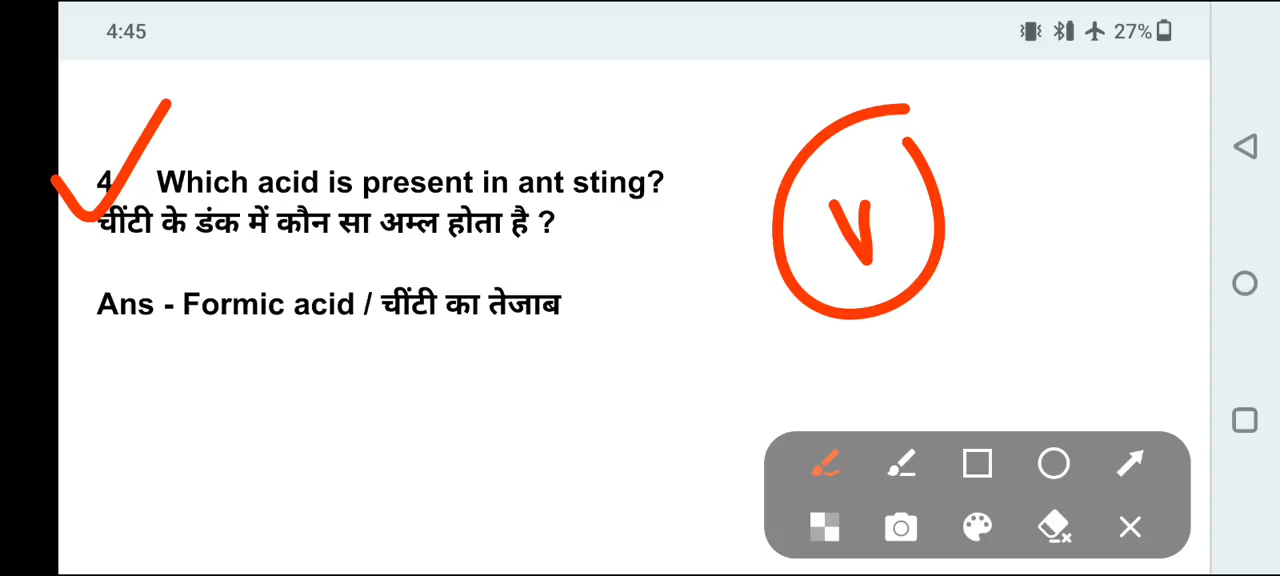 4:45
27%
4 Which acid is present in ant sting?
चींटी के डंक में कौन सा अम्ल होता है ?
V
Ans - Formic acid / चींटी का तेजाब